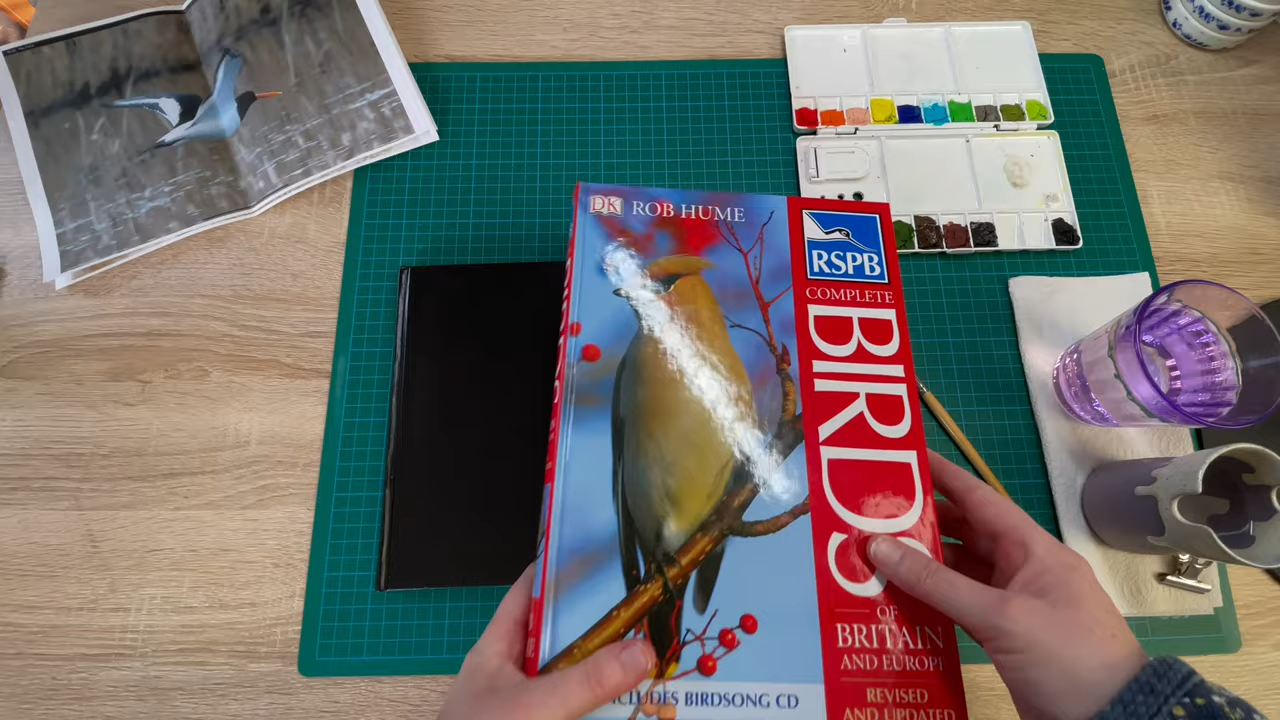 DK ROB HUME
RSPB
COMPLETE
BIRDS
OF
BRITAIN
AND EUROPE
REVISED
AND UPDATED
INCLUDES BIRDSONG CD